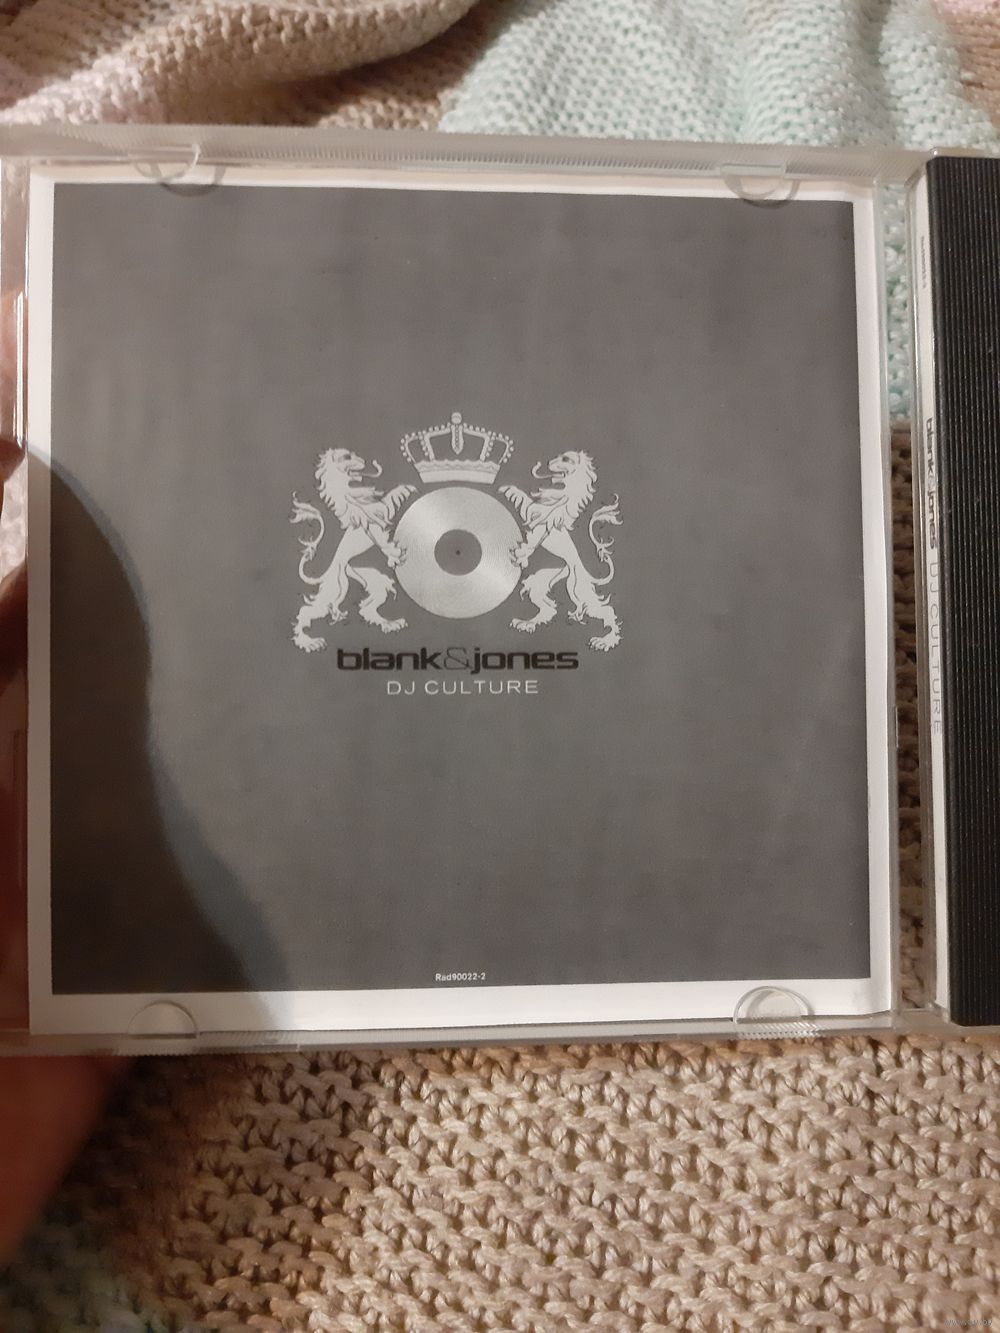 blank&jones
DJ CULTURE
Rad90022-2
blank&jones DJ CULTURE